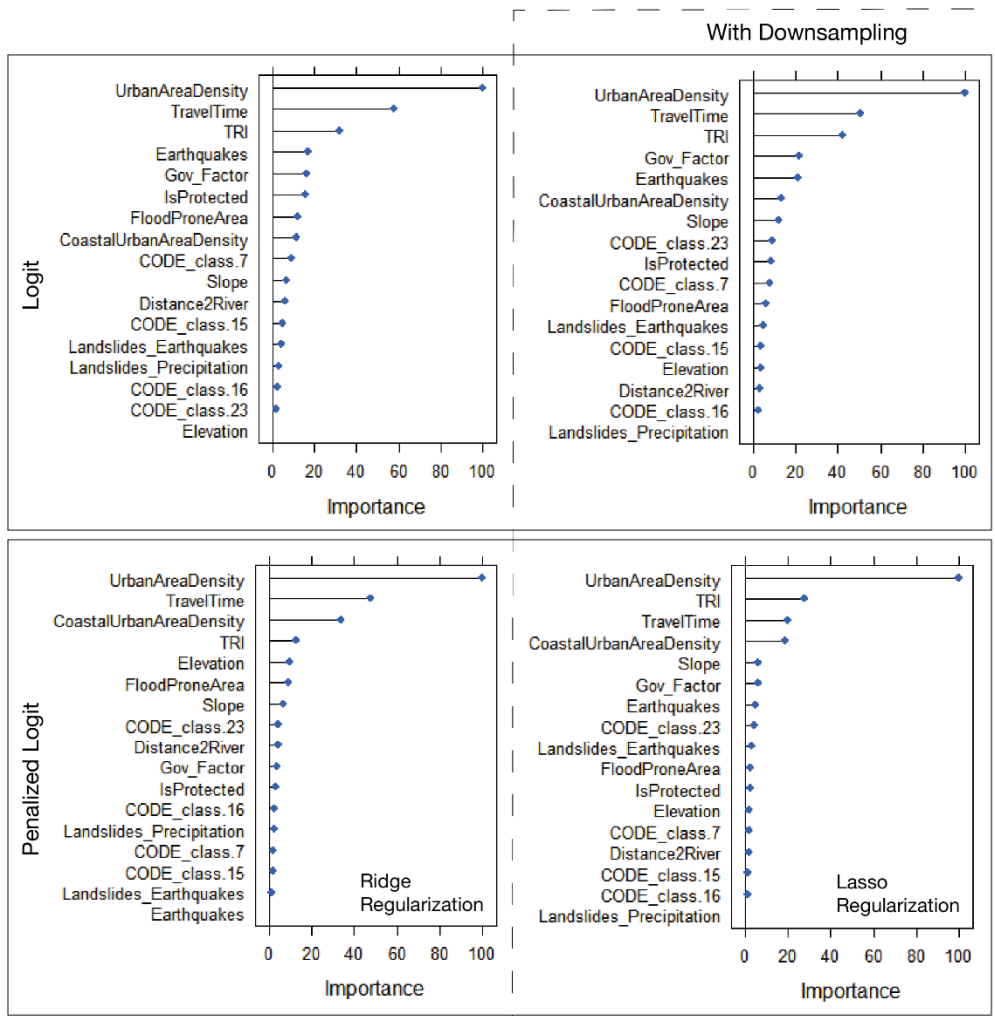 With Downsampling
Logit
UrbanAreaDensity
TravelTime
TRI
Earthquakes
Gov_Factor
IsProtected
FloodProneArea
CoastalUrbanAreaDensity
CODE_class.7
Slope
Distance2River
CODE_class.15
Landslides_Earthquakes
Landslides_Precipitation
CODE_class.16
CODE_class.23
Elevation
0 20 40 60 80 100
Importance
UrbanAreaDensity
TravelTime
TRI
Gov_Factor
Earthquakes
CoastalUrbanAreaDensity
Slope
CODE_class.23
IsProtected
CODE_class.7
FloodProneArea
Landslides_Earthquakes
CODE_class.15
Elevation
Distance2River
CODE_class.16
Landslides_Precipitation
0 20 40 60 80 100
Importance
Penalized Logit
UrbanAreaDensity
TravelTime
CoastalUrbanAreaDensity
TRI
Elevation
FloodProneArea
Slope
CODE_class.23
Distance2River
Gov_Factor
IsProtected
CODE_class.16
Landslides_Precipitation
CODE_class.7
CODE_class.15
Landslides_Earthquakes
Earthquakes
Ridge
Regularization
0 20 40 60 80 100
Importance
UrbanAreaDensity
TRI
TravelTime
CoastalUrbanAreaDensity
Slope
Gov_Factor
Earthquakes
CODE_class.23
Landslides_Earthquakes
FloodProneArea
IsProtected
Elevation
CODE_class.7
Distance2River
CODE_class.15
CODE_class.16
Landslides_Precipitation
Lasso
Regularization
0 20 40 60 80 100
Importance